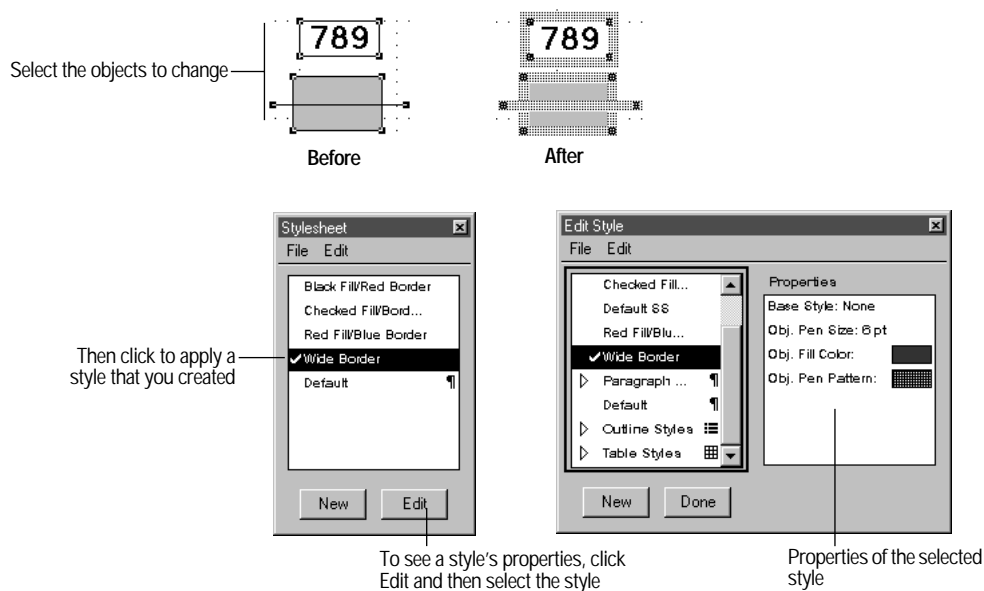 789
789
Select the objects to change
Before
After
Stylesheet
File Edit
Black Fill/Red Border
Checked Fill/Bord...
Red Fill/Blue Border
Wide Border
Default ¶
New Edit
Then click to apply a
style that you created
To see a style's properties, click
Edit and then select the style
Edit Style
File Edit
Checked Fill...
Default SS
Red Fill/Blu...
Wide Border
Paragraph ... ¶
Default ¶
Outline Styles
Table Styles
New Done
Properties
Base Style: None
Obj. Pen Size: 6 pt
Obj. Fill Color:
Obj. Pen Pattern:
Properties of the selected
style